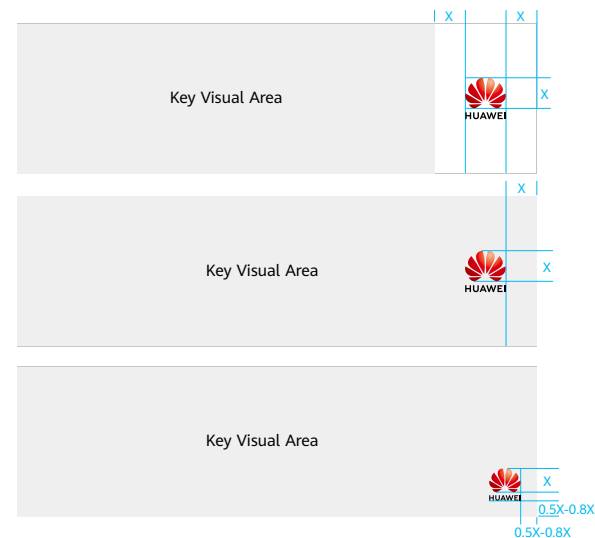 X X
Key Visual Area
X
HUAWEI
X
Key Visual Area
X
HUAWEI
Key Visual Area
X
HUAWEI
0.5X-0.8X
0.5X-0.8X